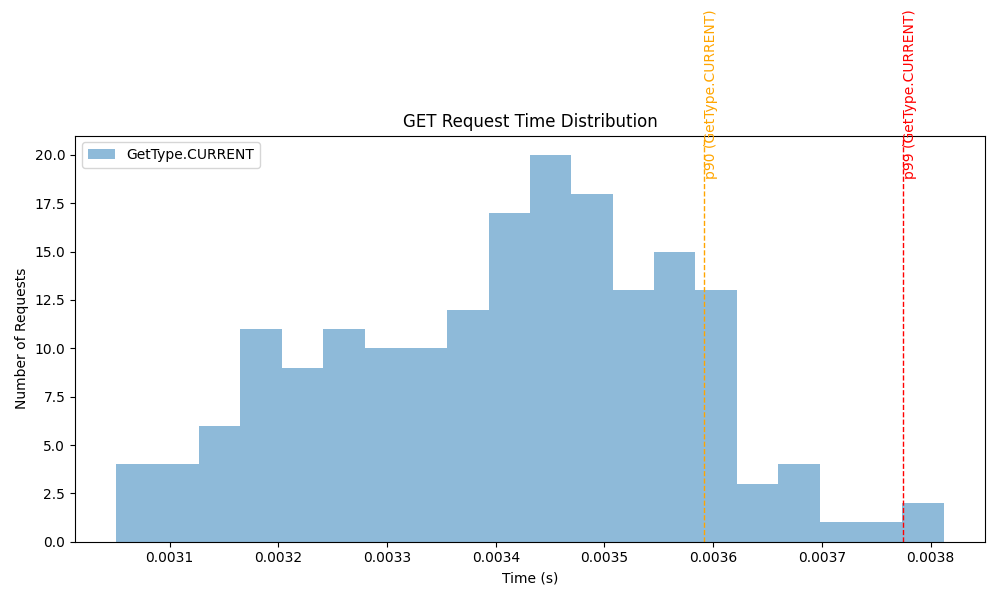 p90 (GetType.CURRENT)
p99 (GetType.CURRENT)
GET Request Time Distribution
GetType.CURRENT
Number of Requests
20.0
17.5
15.0
12.5
10.0
7.5
5.0
2.5
0.0
0.0031 0.0032 0.0033 0.0034 0.0035 0.0036 0.0037 0.0038
Time (s)